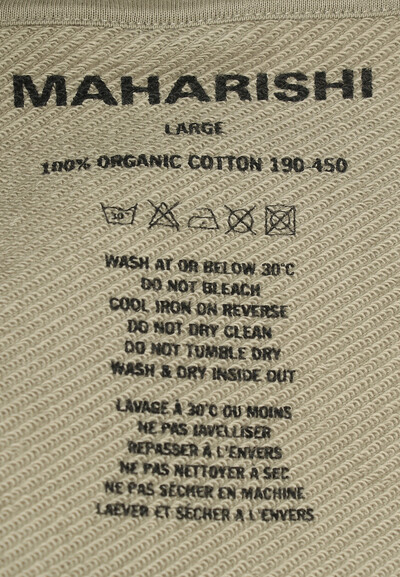 MAHARISHI
LARGE
100% ORGANIC COTTON 190-450
30
WASH AT OR BELOW 30°C
DO NOT BLEACH
COOL IRON ON REVERSE
DO NOT DRY CLEAN
DO NOT TUMBLE DRY
WASH & DRY INSIDE OUT
LAVAGE À 30°C OU MOINS
NE PAS JAVELLISER
REPASSER À L'ENVERS
NE PAS NETTOYER A SEC
NE PAS SÉCHER EN MACHINE
LAEVER ET SÉCHER A L'ENVERS